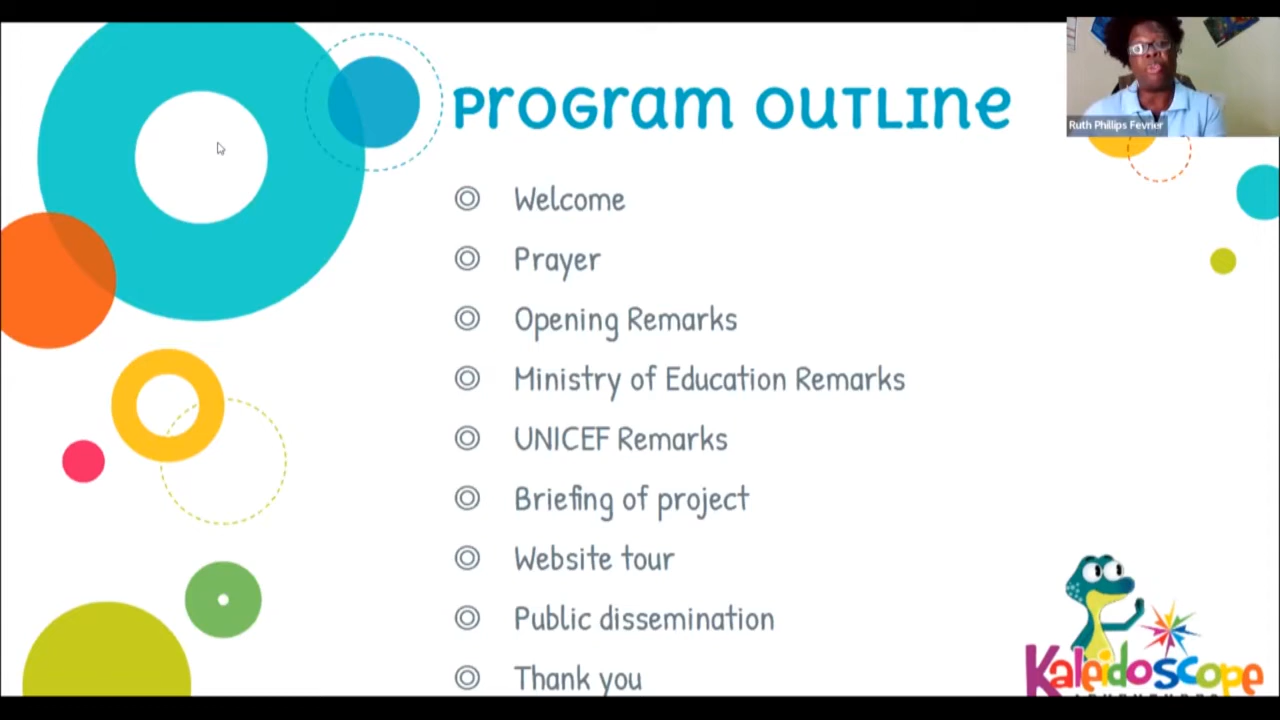 Program Outline
Ruth Phillips Fevrier
Welcome
Prayer
Opening Remarks
Ministry of Education Remarks
UNICEF Remarks
Briefing of project
Website tour
Public dissemination
Thank you
Kaleidoscope